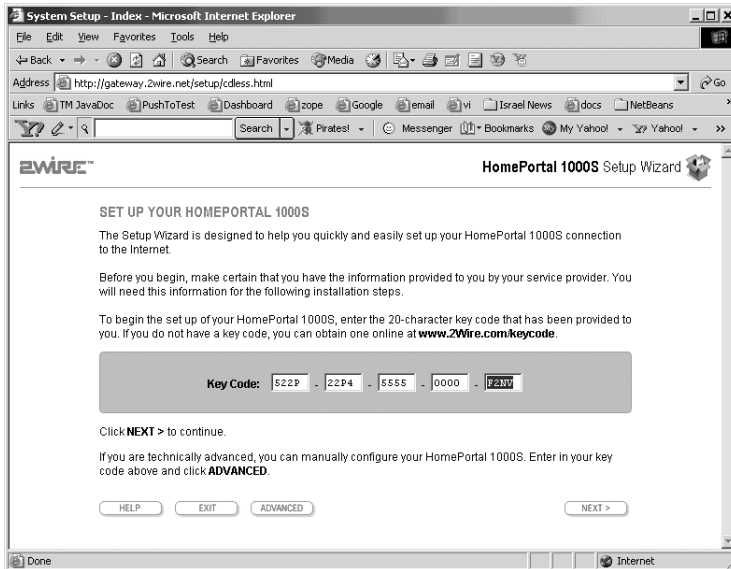 System Setup - Index - Microsoft Internet Explorer
File Edit View Favorites Tools Help
Back Search Favorites Media
Address http://gateway.2wire.net/setup/cdless.html Go
Links TM JavaDoc PushToTest Dashboard zope Google email vi Israel News docs NetBeans »
Y? Search Pirates! Messenger Bookmarks My Yahoo! Y? Yahoo! »
2WIRE™ HomePortal 1000S Setup Wizard
SET UP YOUR HOMEPORTAL 1000S
The Setup Wizard is designed to help you quickly and easily set up your HomePortal 1000S connection
to the Internet.
Before you begin, make certain that you have the information provided to you by your service provider. You
will need this information for the following installation steps.
To begin the set up of your HomePortal 1000S, enter the 20-character key code that has been provided to
you. If you do not have a key code, you can obtain one online at www.2Wire.com/keycode.
Key Code: 522P - 22P4 - 5555 - 0000 - F2NV
Click NEXT > to continue.
If you are technically advanced, you can manually configure your HomePortal 1000S. Enter in your key
code above and click ADVANCED.
HELP EXIT ADVANCED NEXT >
Done Internet